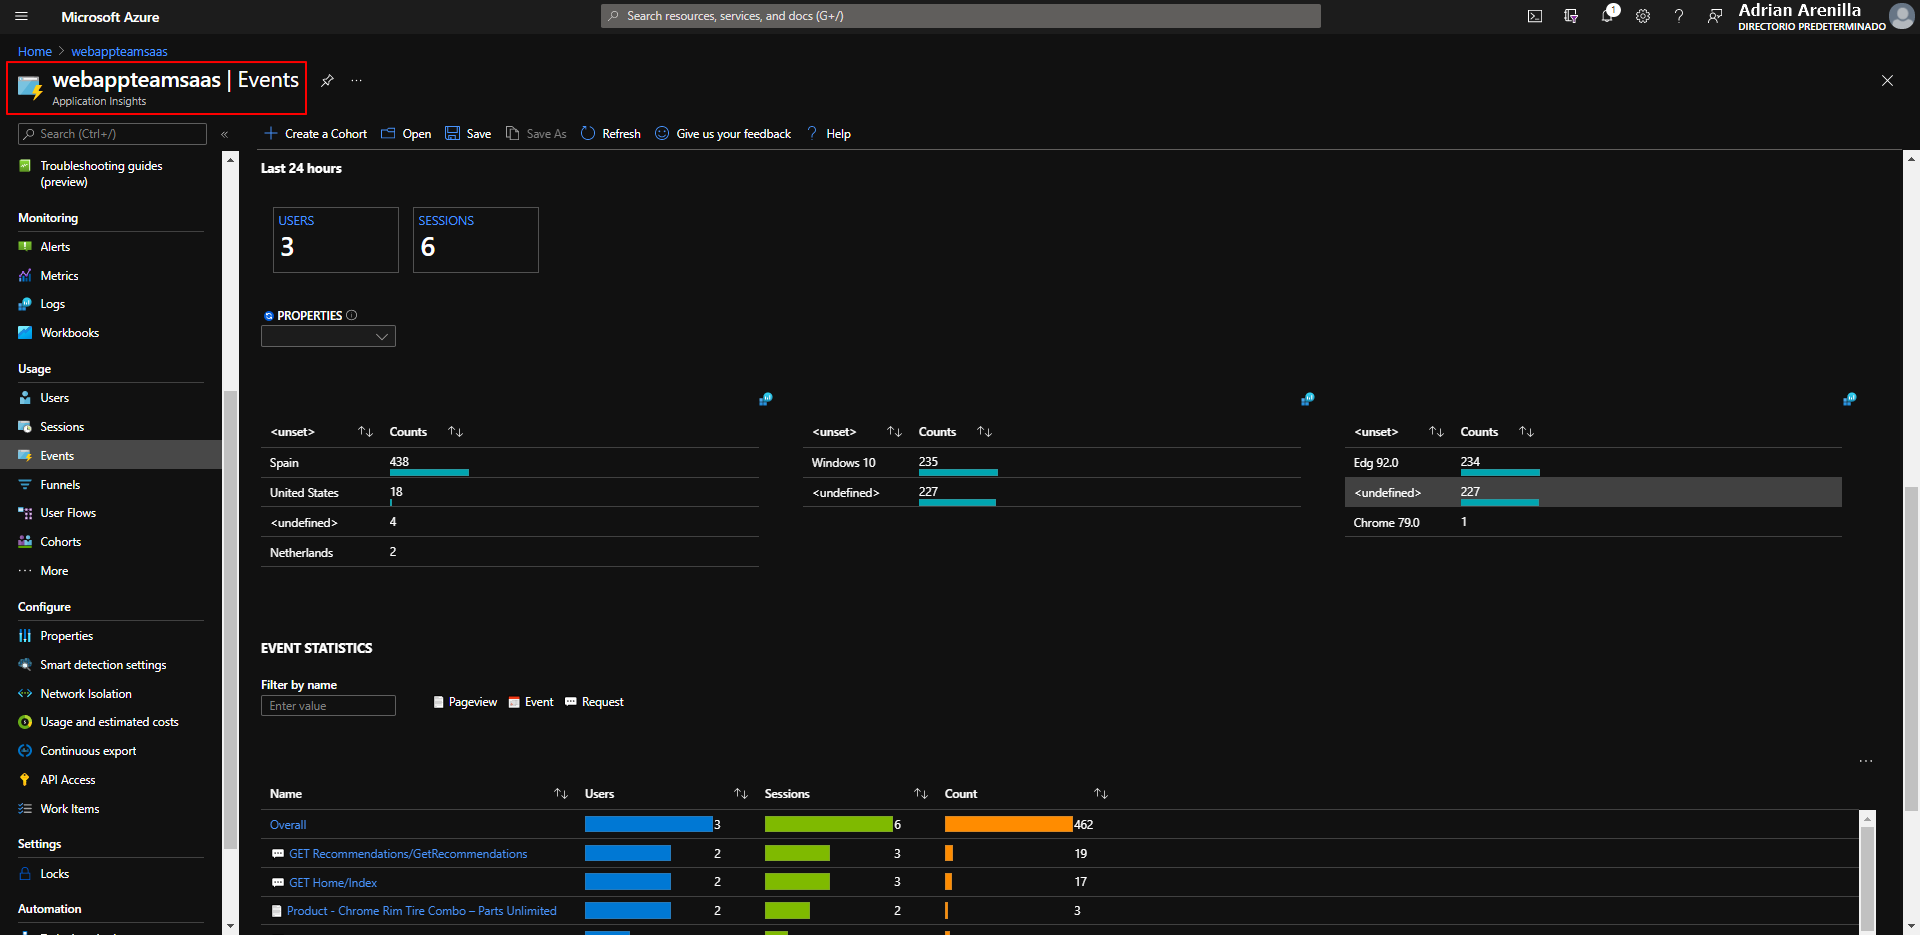 Microsoft Azure
Search resources, services, and docs (G+/)
1
Adrian Arenilla
DIRECTORIO PREDETERMINADO
Home > webappteamsaas
webappteamsaas | Events
Application Insights
Search (Ctrl+/)
Create a Cohort
Open
Save
Save As
Refresh
Give us your feedback
Help
Troubleshooting guides
(preview)
Monitoring
Alerts
Metrics
Logs
Workbooks
Usage
Users
Sessions
Events
Funnels
User Flows
Cohorts
More
Configure
Properties
Smart detection settings
Network Isolation
Usage and estimated costs
Continuous export
API Access
Work Items
Settings
Locks
Automation
Last 24 hours
USERS
3
SESSIONS
6
PROPERTIES
<unset> Counts
Spain 438
United States 18
<undefined> 4
Netherlands 2
<unset> Counts
Windows 10 235
<undefined> 227
<unset> Counts
Edg 92.0 234
<undefined> 227
Chrome 79.0 1
EVENT STATISTICS
Filter by name
Enter value
Pageview
Event
Request
Name Users Sessions Count
Overall 3 6 462
GET Recommendations/GetRecommendations 2 3 19
GET Home/Index 2 3 17
Product - Chrome Rim Tire Combo – Parts Unlimited 2 2 3